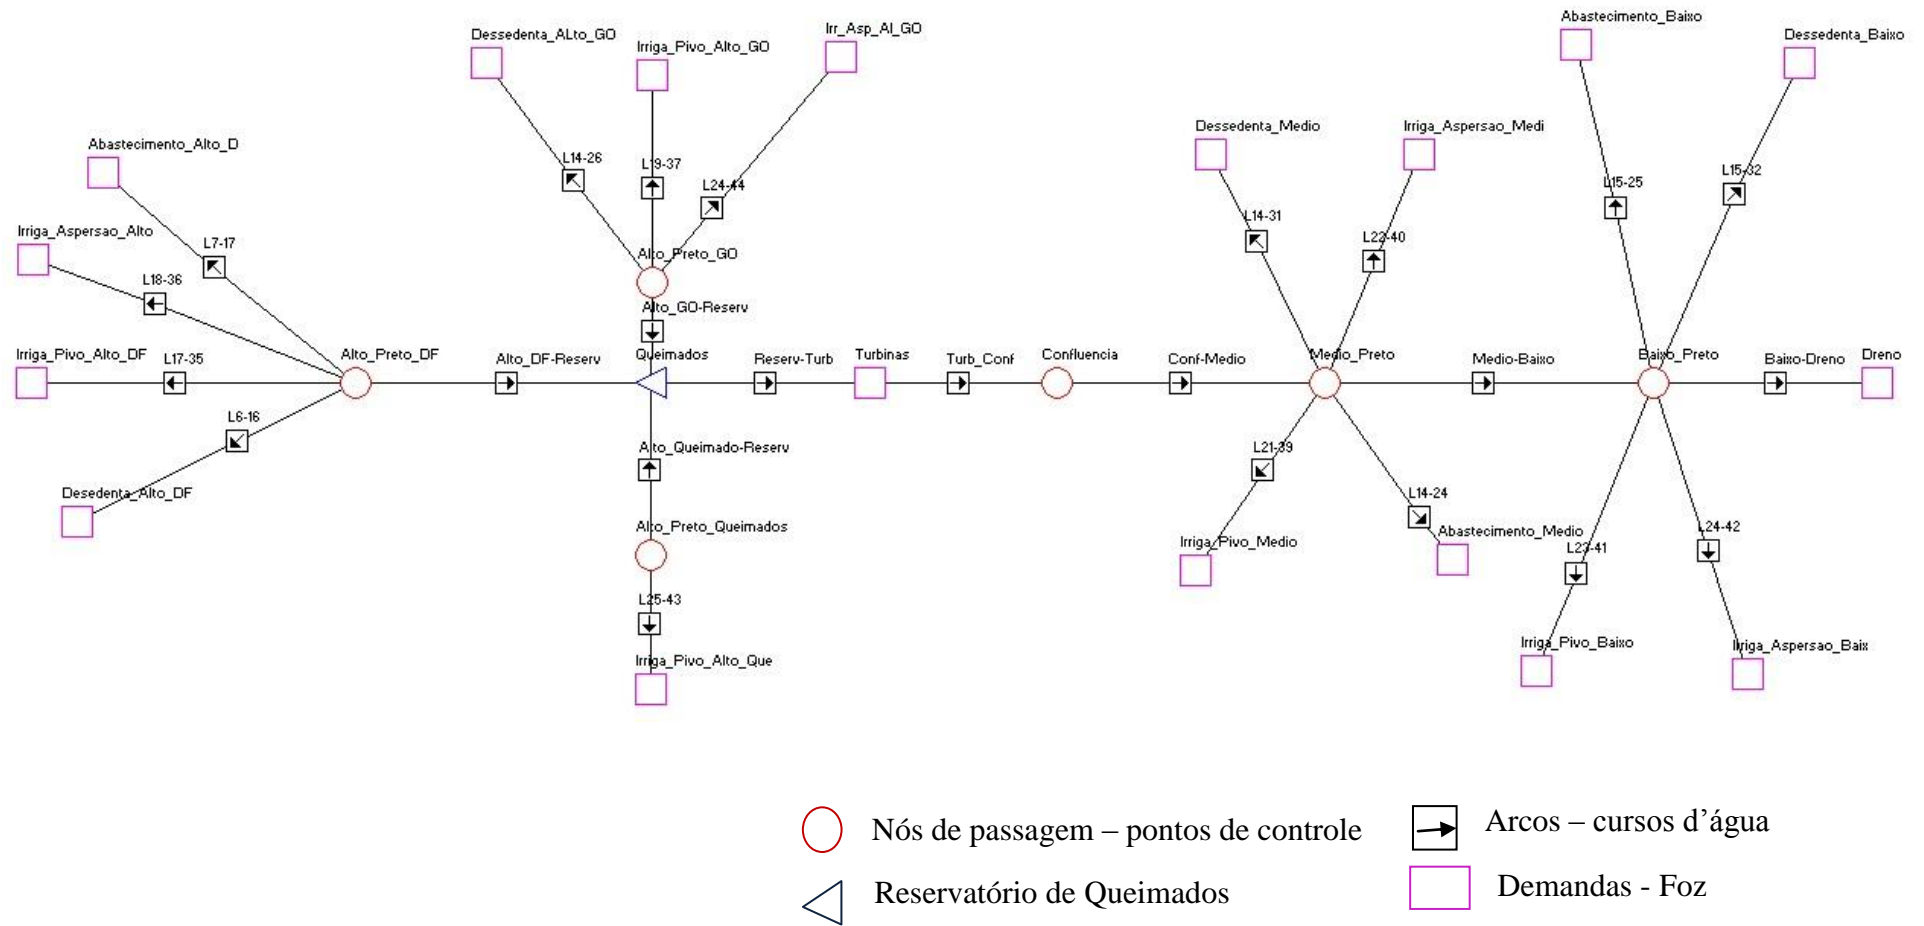 Abastecimento_Baixo
Dessedenta_ALto_GO
Irriga_Pivo_Alto_GO
Irr_Asp_Al_GO
Dessedenta_Baixo
Abastecimento_Alto_D
Dessedenta_Medio
Irriga_Aspersao_Medi
L14-26
L19-37
L24-44
L15-25
L15-32
Irriga_Aspersao_Alto
L7-17
L14-31
L22-40
L18-36
Alto_Preto_GO
Alto_GO-Reserv
Irriga_Pivo_Alto_DF
L17-35
Alto_Preto_DF
Alto_DF-Reserv
Queimados
Reserv-Turb
Turbinas
Turb_Conf
Confluencia
Conf-Medio
Medio_Preto
Medio-Baixo
Baixo_Preto
Baixo-Dreno
Dreno
L6-16
Alto_Queimado-Reserv
L21-39
Desedenta_Alto_DF
L14-24
Alto_Preto_Queimados
Irriga_Pivo_Medio
Abastecimento_Medio
L24-42
L23-41
L25-43
Irriga_Pivo_Alto_Que
Irriga_Pivo_Baixo
Irriga_Aspersao_Baix
Nós de passagem – pontos de controle
Arcos – cursos d’água
Reservatório de Queimados
Demandas - Foz